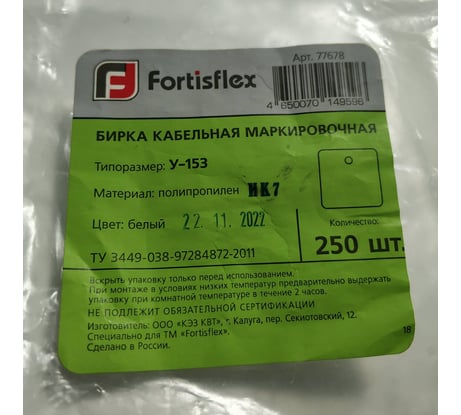 Fortisflex
Арт. 77678
4 650070 149596
БИРКА КАБЕЛЬНАЯ МАРКИРОВОЧНАЯ
Типоразмер: У–153
Материал: полипропилен НК7
Цвет: белый 22. 11. 2022
Количество:
250 шт.
ТУ 3449-038-97284872-2011
Вскрыть упаковку только перед использованием.
При монтаже в условиях низких температур предварительно выдержать
упаковку при комнатной температуре в течение 2 часов.
НЕ ПОДЛЕЖИТ ОБЯЗАТЕЛЬНОЙ СЕРТИФИКАЦИИ
Изготовитель: ООО «КЭЗ КВТ», г. Калуга, пер. Секиотовский, 12.
Специально для ТМ «Fortisflex».
Сделано в России.
18